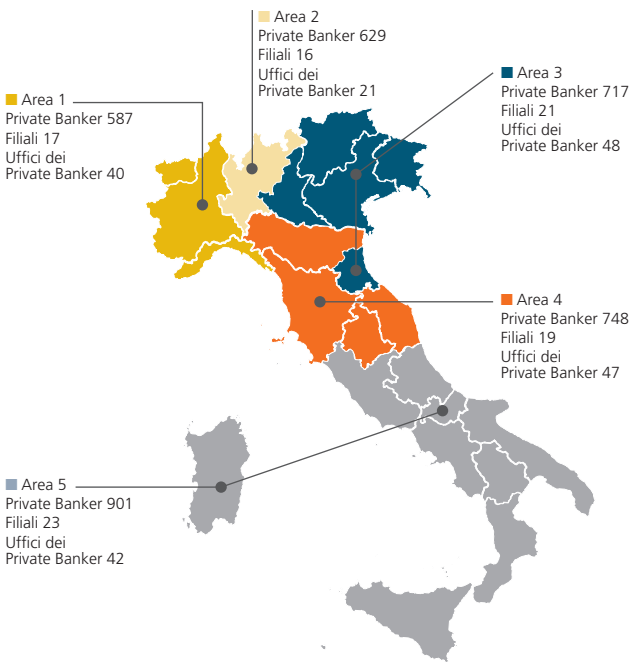 Area 2
Private Banker 629
Filiali 16
Uffici dei
Private Banker 21
Area 3
Private Banker 717
Filiali 21
Uffici dei
Private Banker 48
Area 1
Private Banker 587
Filiali 17
Uffici dei
Private Banker 40
Area 4
Private Banker 748
Filiali 19
Uffici dei
Private Banker 47
Area 5
Private Banker 901
Filiali 23
Uffici dei
Private Banker 42